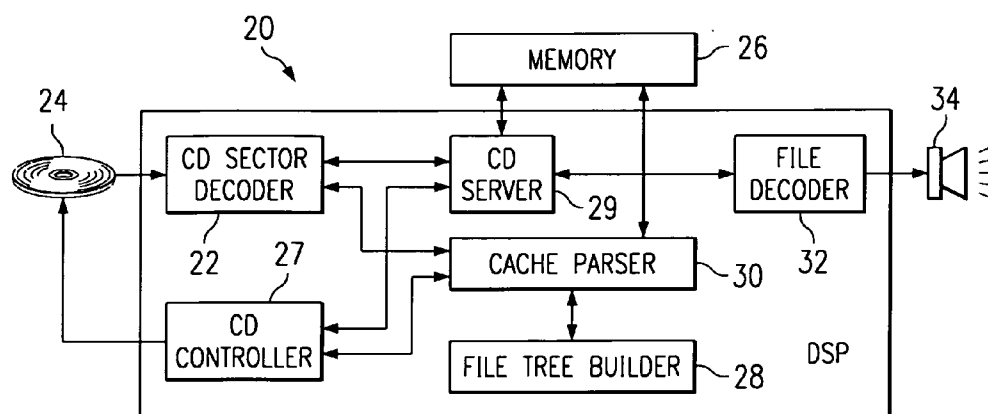 20
MEMORY
26
24
34
CD SECTOR
DECODER
CD
SERVER
FILE
DECODER
22
27
29
32
CACHE PARSER
30
CD
CONTROLLER
FILE TREE BUILDER
28
DSP